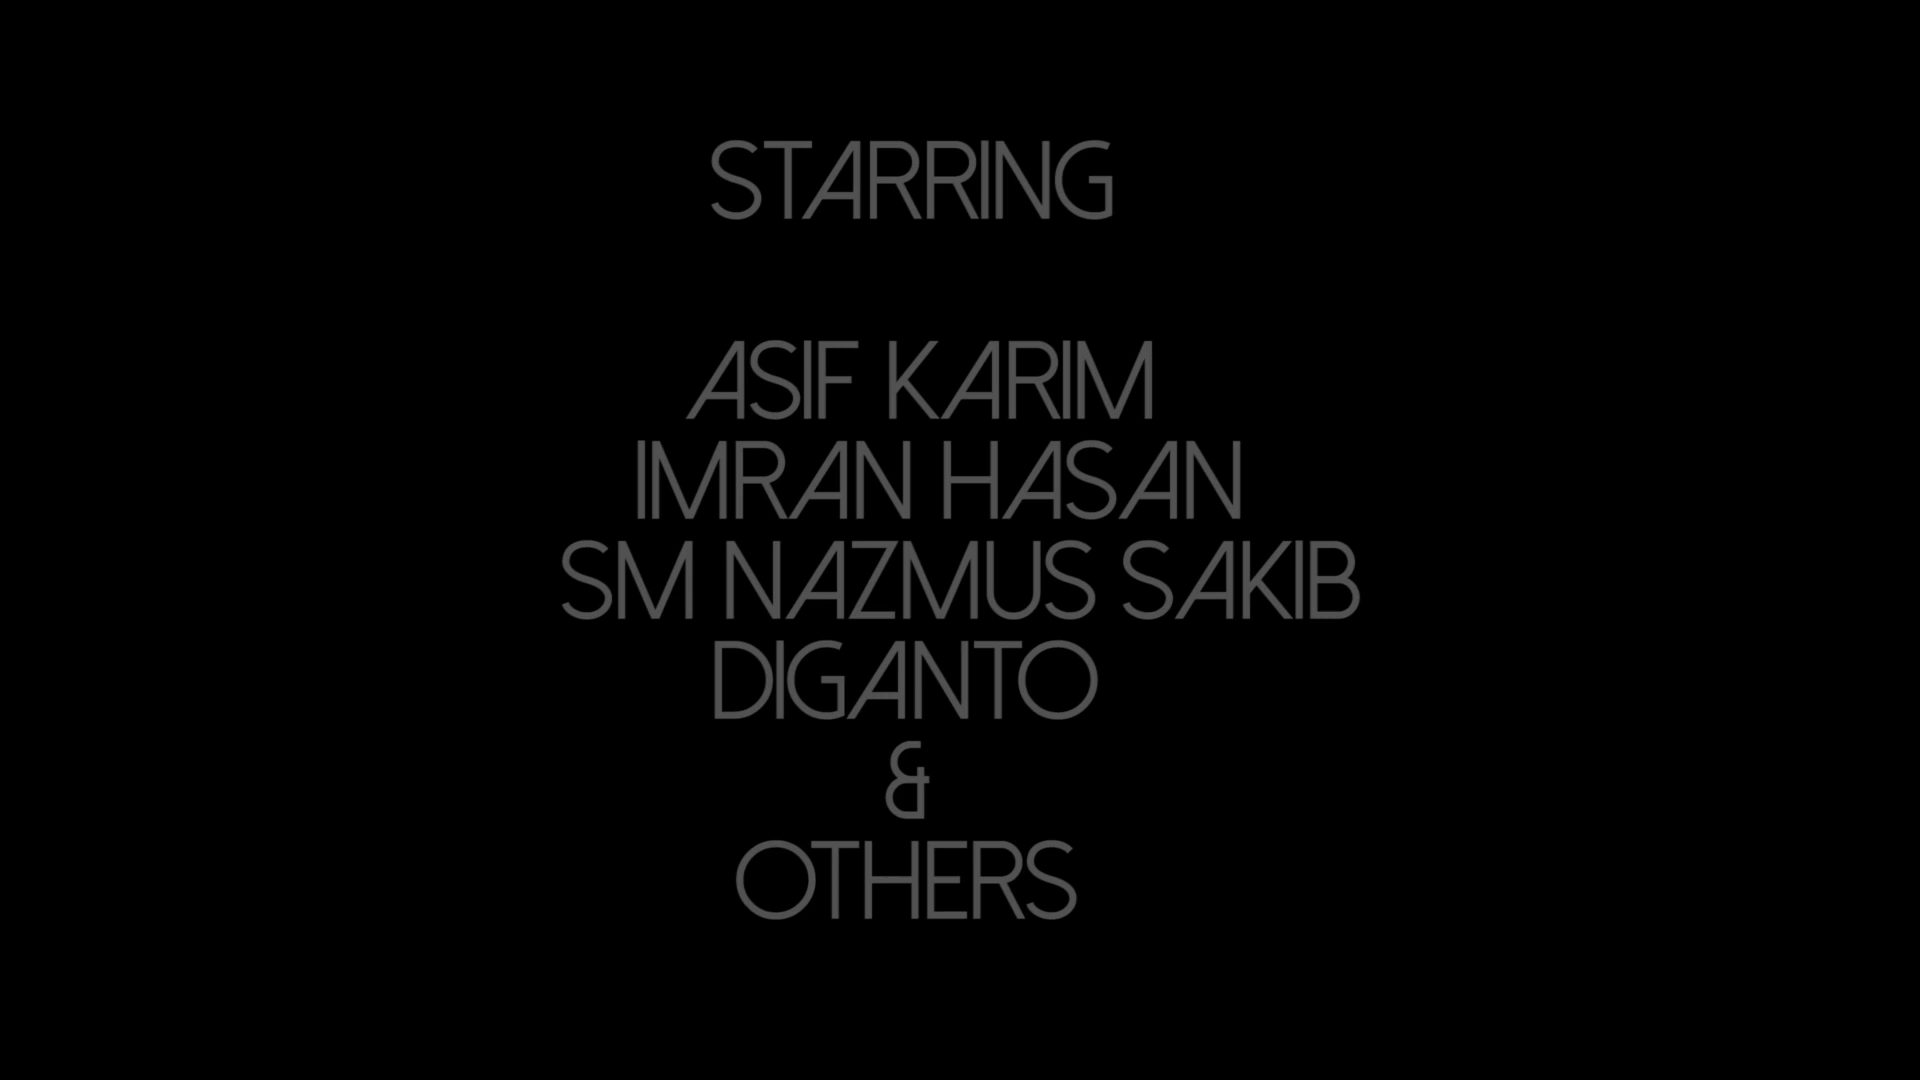 STARRING
ASIF KARIM
IMRAN HASAN
SM NAZMUS SAKIB
DIGANTO
&
OTHERS